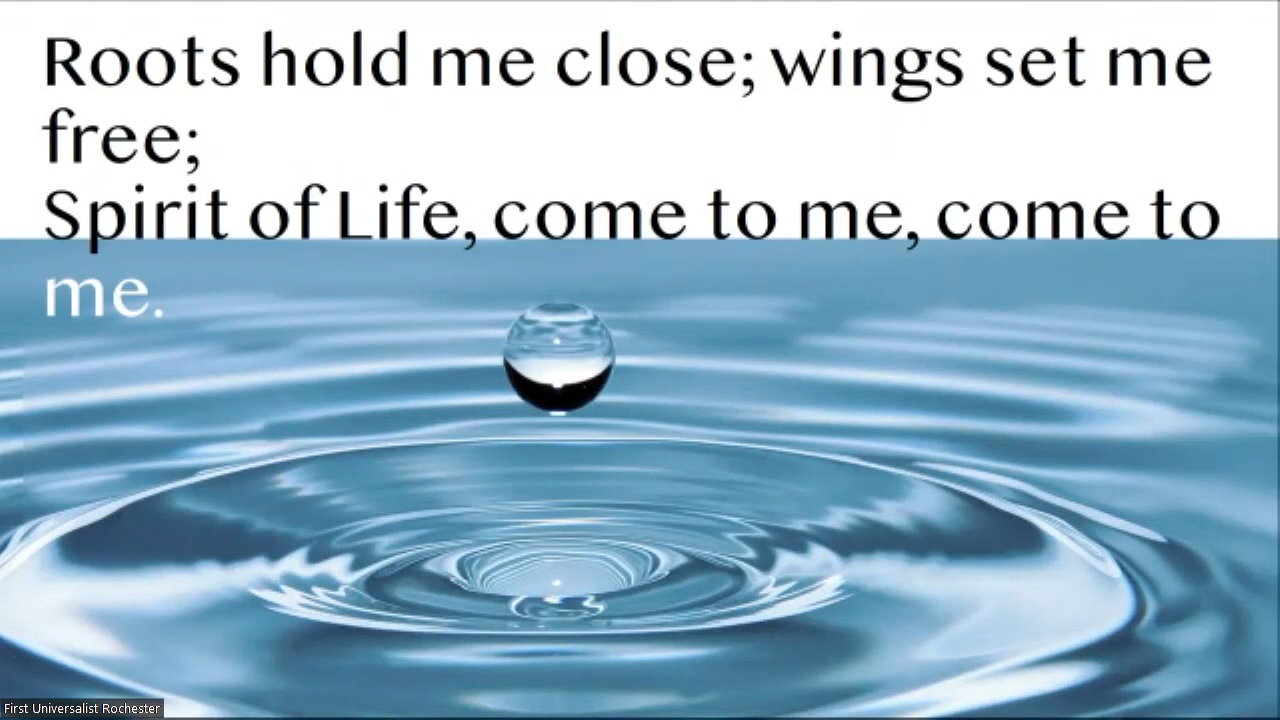 Roots hold me close; wings set me
free;
Spirit of Life, come to me, come to
me.
First Universalist Rochester